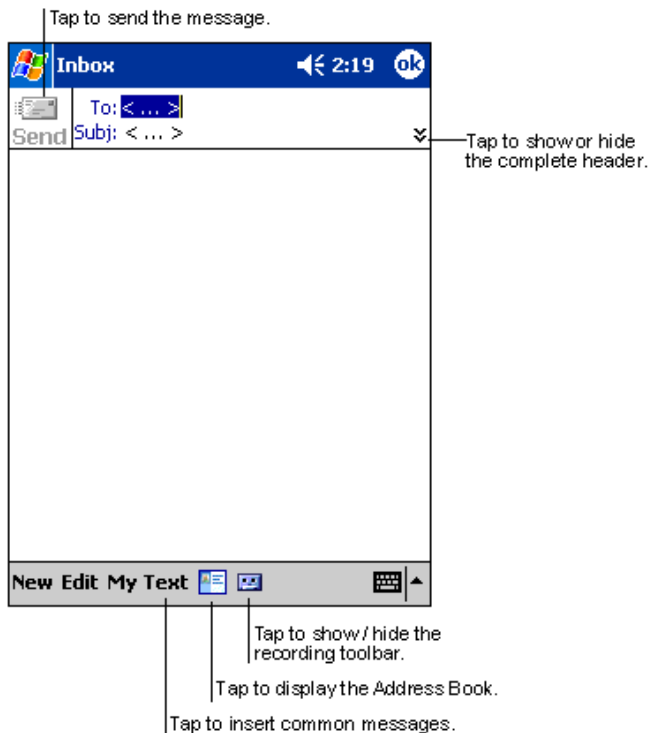 Tap to send the message.
Inbox 2:19 ok
To: < ... >
Send Subj: < ... >
Tap to show or hide
the complete header.
New Edit My Text
Tap to show / hide the
recording toolbar.
Tap to display the Address Book.
Tap to insert common messages.